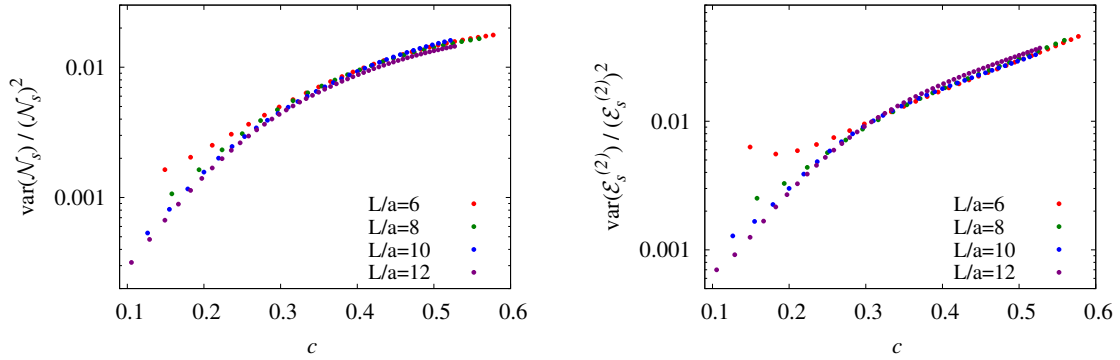 var(𝒩ₛ) / (𝒩ₛ)²
0.01
0.001
0.1 0.2 0.3 0.4 0.5 0.6
c
L/a=6
L/a=8
L/a=10
L/a=12
var(ℰₛ⁽²⁾) / (ℰₛ⁽²⁾)²
0.01
0.001
0.1 0.2 0.3 0.4 0.5 0.6
c
L/a=6
L/a=8
L/a=10
L/a=12